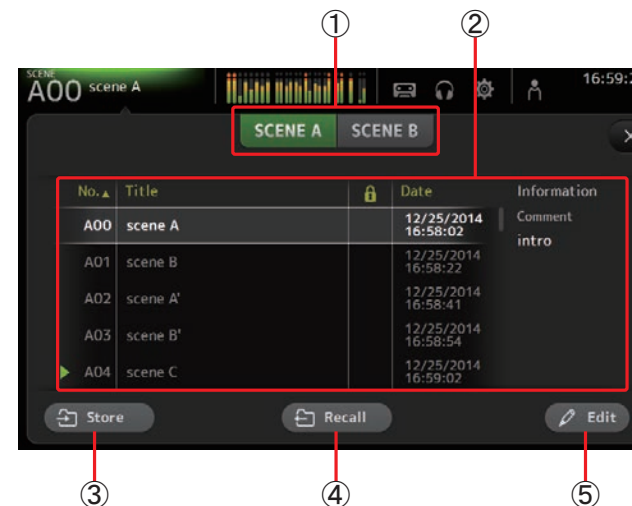 ① ②
SCENE
A00 scene A 16:59:2
SCENE A SCENE B
No. Title Date Information
A00 scene A 12/25/2014 16:58:02 Comment
intro
A01 scene B 12/25/2014 16:58:22
A02 scene A' 12/25/2014 16:58:41
A03 scene B' 12/25/2014 16:58:54
A04 scene C 12/25/2014 16:59:02
Store Recall Edit
③ ④ ⑤